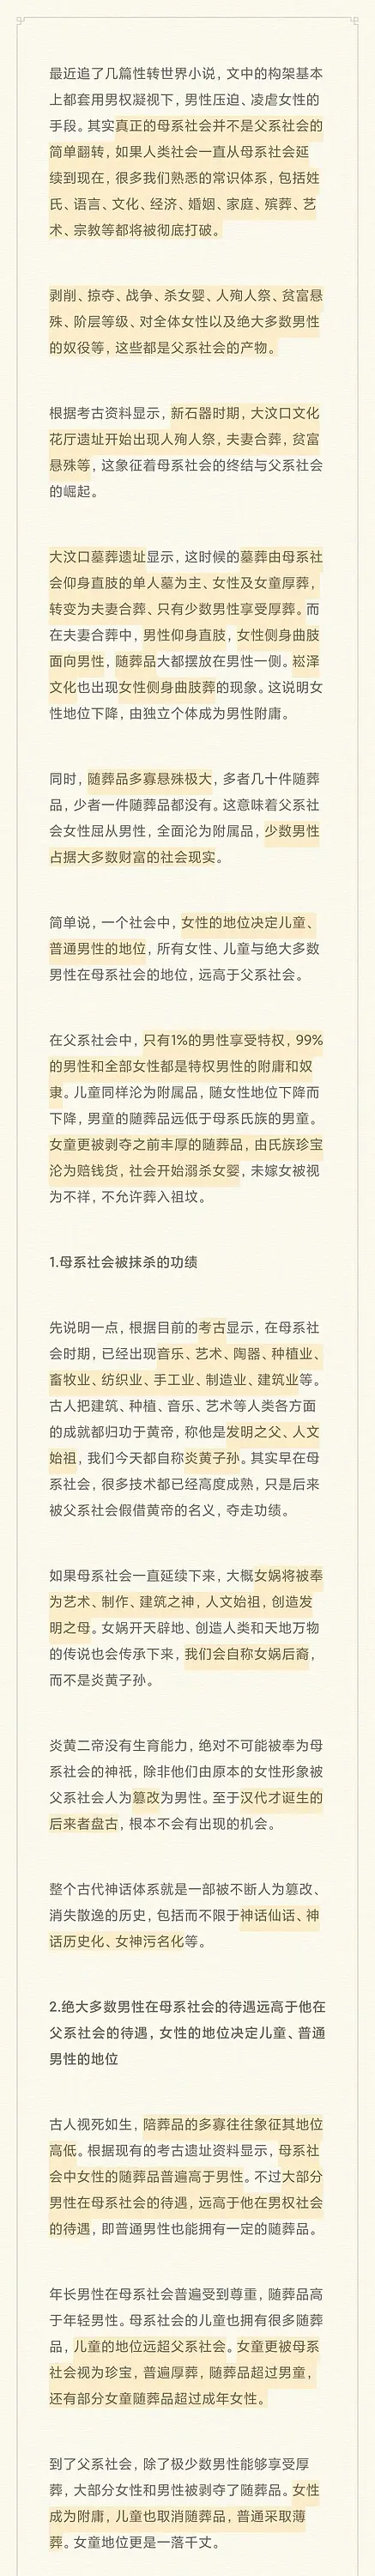 最近追了几篇性转世界小说，文中的构架基本
上都套用男权凝视下，男性压迫、凌虐女性的
手段。其实真正的母系社会并不是父系社会的
简单翻转，如果人类社会一直从母系社会延
续到现在，很多我们熟悉的常识体系，包括姓
氏、语言、文化、经济、婚姻、家庭、殡葬、艺
术、宗教等都将被彻底打破。
剥削、掠夺、战争、杀女婴、人殉人祭、贫富悬
殊、阶层等级、对全体女性以及绝大多数男性
的奴役等，这些都是父系社会的产物。
根据考古资料显示，新石器时期，大汶口文化
花厅遗址开始出现人殉人祭，夫妻合葬，贫富
悬殊等，这象征着母系社会的终结与父系社会
的崛起。
大汶口墓葬遗址显示，这时候的墓葬由母系社
会仰身直肢的单人墓为主、女性及女童厚葬，
转变为夫妻合葬、只有少数男性享受厚葬。而
在夫妻合葬中，男性仰身直肢，女性侧身曲肢
面向男性，随葬品大都摆放在男性一侧。崧泽
文化也出现女性侧身曲肢葬的现象。这说明女
性地位下降，由独立个体成为男性附庸。
同时，随葬品多寡悬殊极大，多者几十件随葬
品，少者一件随葬品都没有。这意味着父系社
会女性屈从男性，全面沦为附属品，少数男性
占据大多数财富的社会现实。
简单说，一个社会中，女性的地位决定儿童、
普通男性的地位，所有女性、儿童与绝大多数
男性在母系社会的地位，远高于父系社会。
在父系社会中，只有1%的男性享受特权，99%
的男性和全部女性都是特权男性的附庸和奴
隶。儿童同样沦为附属品，随女性地位下降而
下降，男童的随葬品远低于母系氏族的男童。
女童更被剥夺之前丰厚的随葬品，由氏族珍宝
沦为赔钱货，社会开始溺杀女婴，未嫁女被视
为不祥，不允许葬入祖坟。
1.母系社会被抹杀的功绩
先说明一点，根据目前的考古显示，在母系社
会时期，已经出现音乐、艺术、陶器、种植业、
畜牧业、纺织业、手工业、制造业、建筑业等。
古人把建筑、种植、音乐、艺术等人类各方面
的成就都归功于黄帝，称他是发明之父、人文
始祖，我们今天都自称炎黄子孙。其实早在母
系社会，很多技术都已经高度成熟，只是后来
被父系社会假借黄帝的名义，夺走功绩。
如果母系社会一直延续下来，大概女娲将被奉
为艺术、制作、建筑之神，人文始祖，创造发
明之母。女娲开天辟地、创造人类和天地万物
的传说也会传承下来，我们会自称女娲后裔，
而不是炎黄子孙。
炎黄二帝没有生育能力，绝对不可能被奉为母
系社会的神祇，除非他们由原本的女性形象被
父系社会人为篡改为男性。至于汉代才诞生的
后来者盘古，根本不会有出现的机会。
整个古代神话体系就是一部被不断人为篡改、
消失散逸的历史，包括而不限于神话仙话、神
话历史化、女神污名化等。
2.绝大多数男性在母系社会的待遇远高于他在
父系社会的待遇，女性的地位决定儿童、普通
男性的地位
古人视死如生，陪葬品的多寡往往象征其地位
高低。根据现有的考古遗址资料显示，母系社
会中女性的随葬品普遍高于男性。不过大部分
男性在母系社会的待遇，远高于他在男权社会
的待遇，即普通男性也能拥有一定的随葬品。
年长男性在母系社会普遍受到尊重，随葬品高
于年轻男性。母系社会的儿童也拥有很多随葬
品，儿童的地位远超父系社会。女童更被母系
社会视为珍宝，普遍厚葬，随葬品超过男童，
还有部分女童随葬品超过成年女性。
到了父系社会，除了极少数男性能够享受厚
葬，大部分女性和男性被剥夺了随葬品。女性
成为附庸，儿童也取消随葬品，普通采取薄
葬。女童地位更是一落千丈。